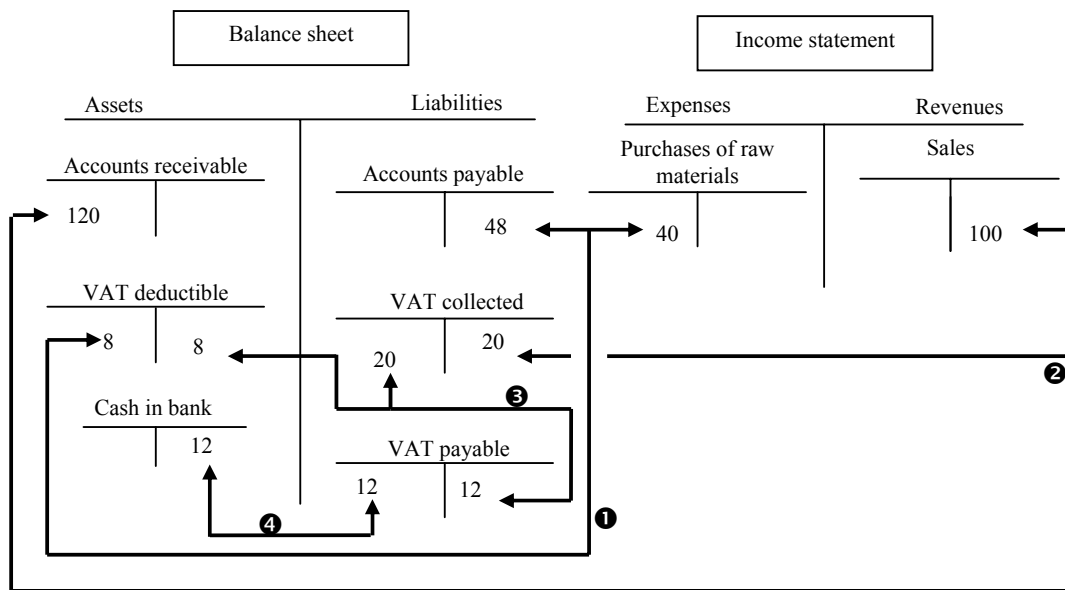 Balance sheet
Income statement
Assets
Liabilities
Expenses
Revenues
Accounts receivable
120
Accounts payable
48
Purchases of raw
materials
40
Sales
100
VAT deductible
8
8
VAT collected
20
20
❷
❸
Cash in bank
12
VAT payable
12
12
❹
❶